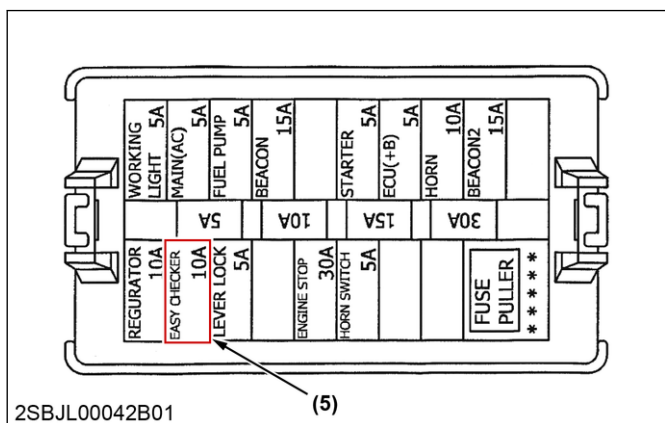 WORKING LIGHT 5A
MAIN(AC) 5A
FUEL PUMP 5A
BEACON 15A
STARTER 5A
ECU(+B) 5A
HORN 10A
BEACON2 15A
5A
10A
15A
30A
REGURATOR 10A
EASY CHECKER 10A
LEVER LOCK 5A
ENGINE STOP 30A
HORN SWITCH 5A
FUSE
PULLER
*****
(5)
2SBJL00042B01